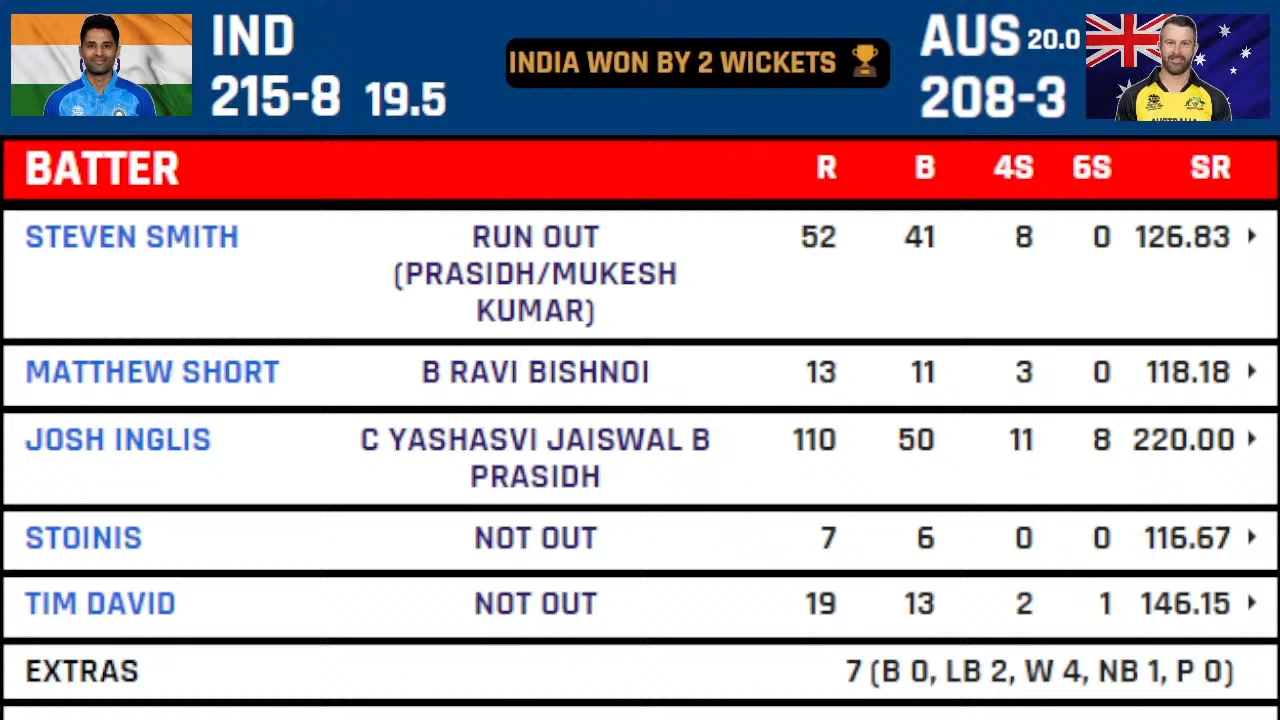 IND
215-8 19.5
INDIA WON BY 2 WICKETS
AUS 20.0
208-3
AUSTRALIA
BATTER R B 4S 6S SR
STEVEN SMITH RUN OUT 52 41 8 0 126.83
(PRASIDH/MUKESH
KUMAR)
MATTHEW SHORT B RAVI BISHNOI 13 11 3 0 118.18
JOSH INGLIS C YASHASVI JAISWAL B 110 50 11 8 220.00
PRASIDH
STOINIS NOT OUT 7 6 0 0 116.67
TIM DAVID NOT OUT 19 13 2 1 146.15
EXTRAS 7 (B 0, LB 2, W 4, NB 1, P 0)